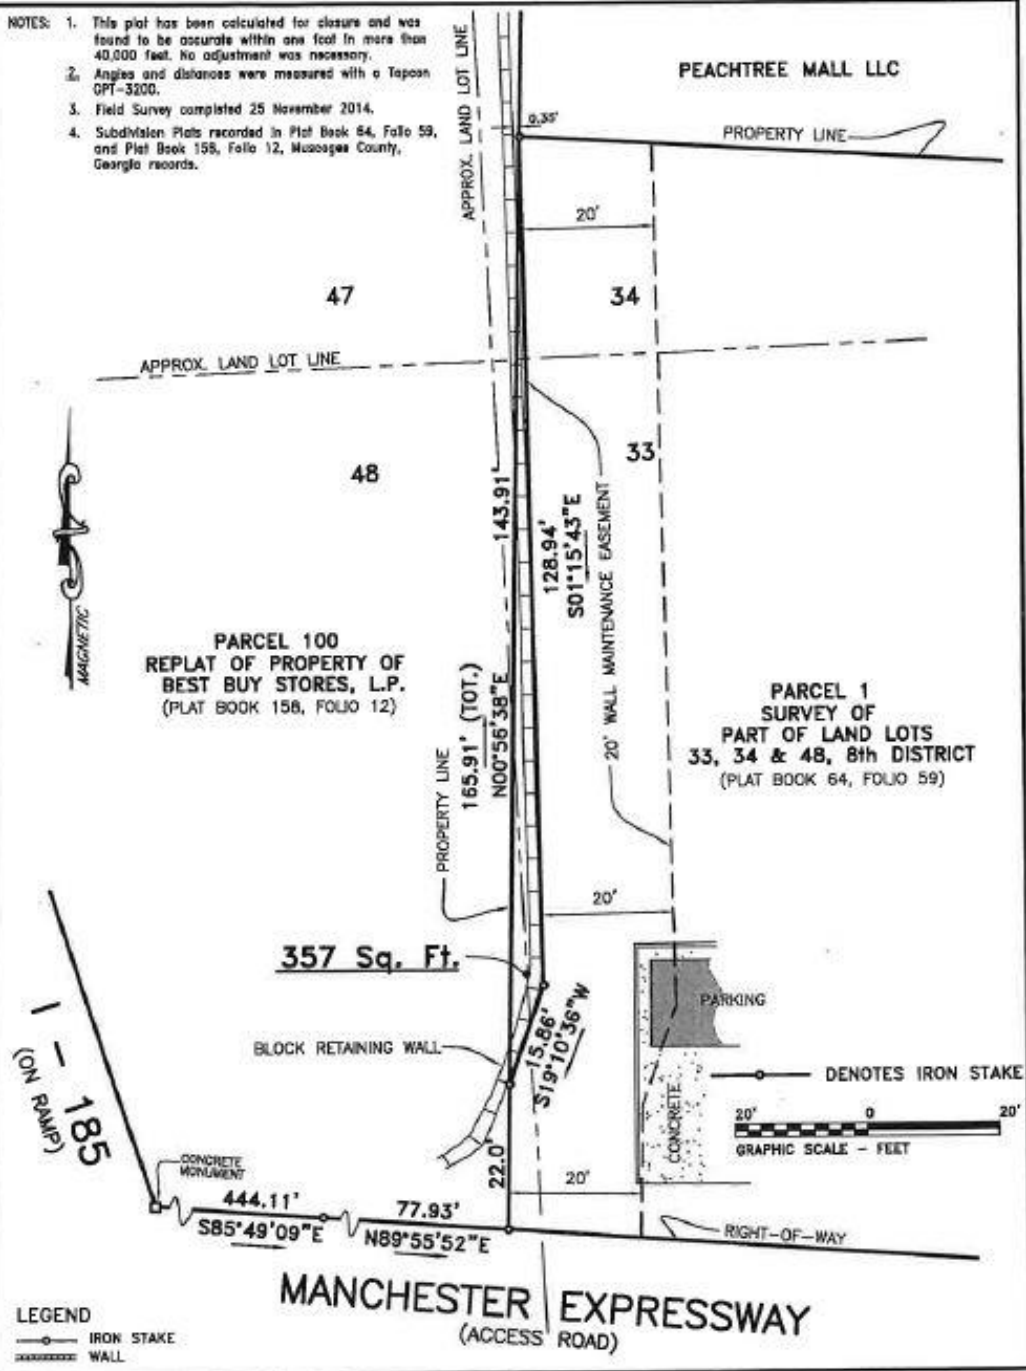 NOTES: 1. This plat has been calculated for closure and was
found to be accurate within one foot in more than
40,000 feet. No adjustment was necessary.
2. Angles and distances were measured with a Topcon
GPT-3200.
3. Field Survey completed 25 November 2014.
4. Subdivision Plats recorded in Plat Book 64, Folio 59,
and Plat Book 158, Folio 12, Muscogee County,
Georgia records.
APPROX. LAND LOT LINE
PEACHTREE MALL LLC
0.35'
PROPERTY LINE
20'
47
34
APPROX. LAND LOT LINE
48
33
143.91'
128.94'
S01°15'43"E
20' WALL MAINTENANCE EASEMENT
MAGNETIC
PARCEL 100
REPLAT OF PROPERTY OF
BEST BUY STORES, L.P.
(PLAT BOOK 158, FOLIO 12)
165.91' (TOT.)
N00°56'38"E
PROPERTY LINE
PARCEL 1
SURVEY OF
PART OF LAND LOTS
33, 34 & 48, 8th DISTRICT
(PLAT BOOK 64, FOLIO 59)
20'
357 Sq. Ft.
PARKING
I - 185
(ON RAMP)
BLOCK RETAINING WALL
15.86'
S19°10'36"W
DENOTES IRON STAKE
20' 0 20'
GRAPHIC SCALE - FEET
CONCRETE
CONCRETE
MONUMENT
22.0'
20'
444.11'
S85°49'09"E
77.93'
N89°55'52"E
RIGHT-OF-WAY
MANCHESTER EXPRESSWAY
(ACCESS ROAD)
LEGEND
IRON STAKE
WALL